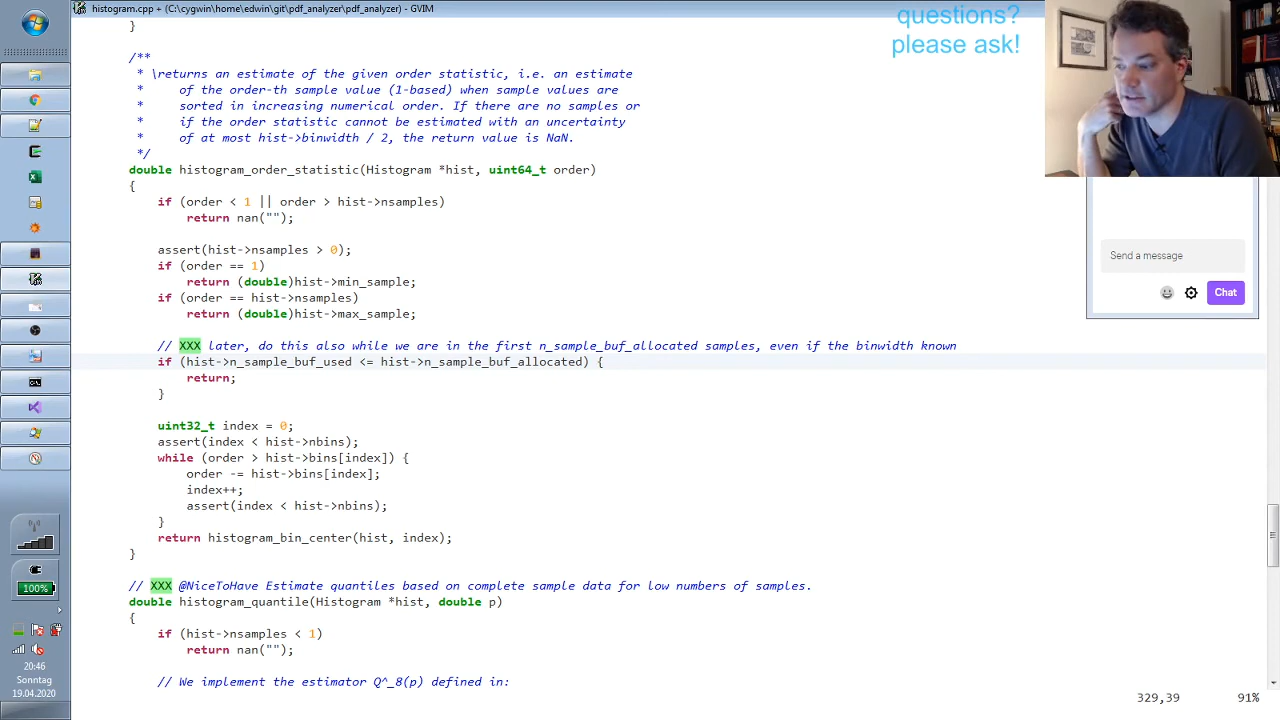 histogram.cpp + (C:\cygwin\home\edwin\git\pdf_analyzer\pdf_analyzer) - GVIM
questions?
please ask!
}
/**
* \returns an estimate of the given order statistic, i.e. an estimate
*    of the order-th sample value (1-based) when sample values are
*    sorted in increasing numerical order. If there are no samples or
*    if the order statistic cannot be estimated with an uncertainty
*    of at most hist->binwidth / 2, the return value is NaN.
*/
double histogram_order_statistic(Histogram *hist, uint64_t order)
{
if (order < 1 || order > hist->nsamples)
return nan("");
assert(hist->nsamples > 0);
if (order == 1)
return (double)hist->min_sample;
if (order == hist->nsamples)
return (double)hist->max_sample;
// XXX later, do this also while we are in the first n_sample_buf_allocated samples, even if the binwidth known
if (hist->n_sample_buf_used <= hist->n_sample_buf_allocated) {
return;
}
uint32_t index = 0;
assert(index < hist->nbins);
while (order > hist->bins[index]) {
order -= hist->bins[index];
index++;
assert(index < hist->nbins);
}
return histogram_bin_center(hist, index);
}
// XXX @NiceToHave Estimate quantiles based on complete sample data for low numbers of samples.
double histogram_quantile(Histogram *hist, double p)
{
if (hist->nsamples < 1)
return nan("");
// We implement the estimator Q^_8(p) defined in:
329,39 91%
Send a message
Chat
100%
20:46
Sonntag
19.04.2020